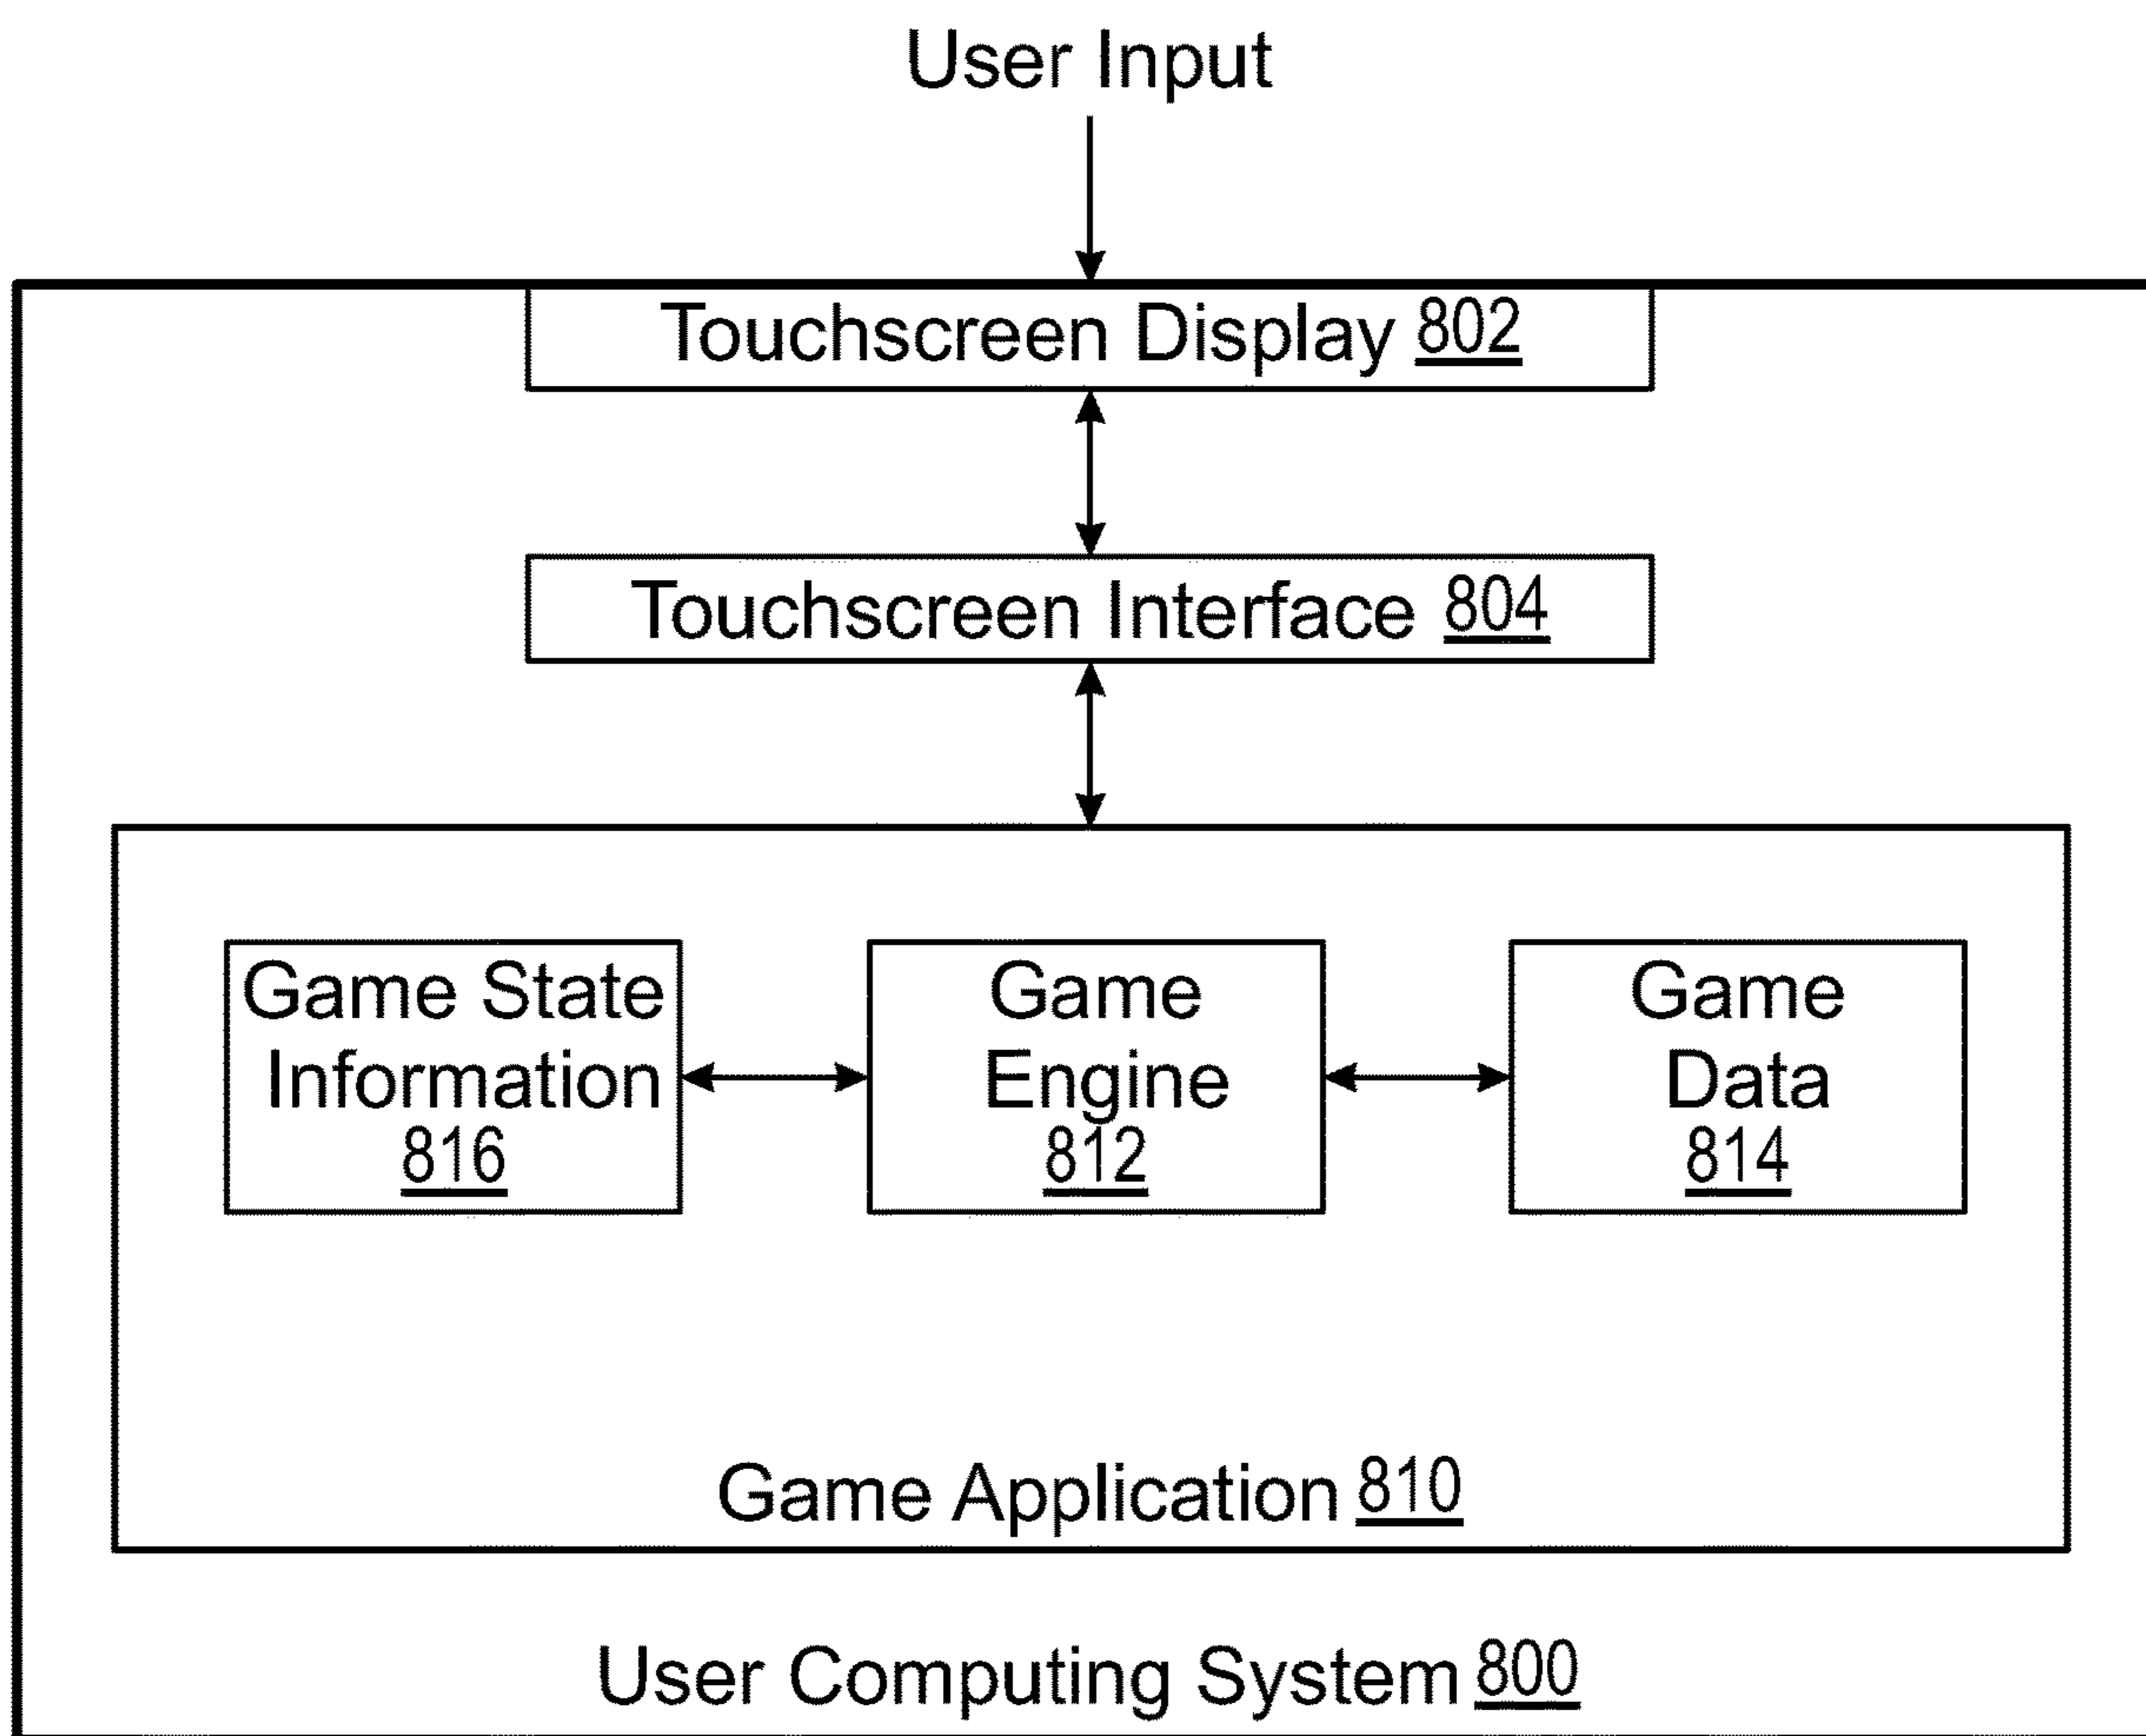 User Input
Touchscreen Display 802
Touchscreen Interface 804
Game State
Information
816
Game
Engine
812
Game
Data
814
Game Application 810
User Computing System 800